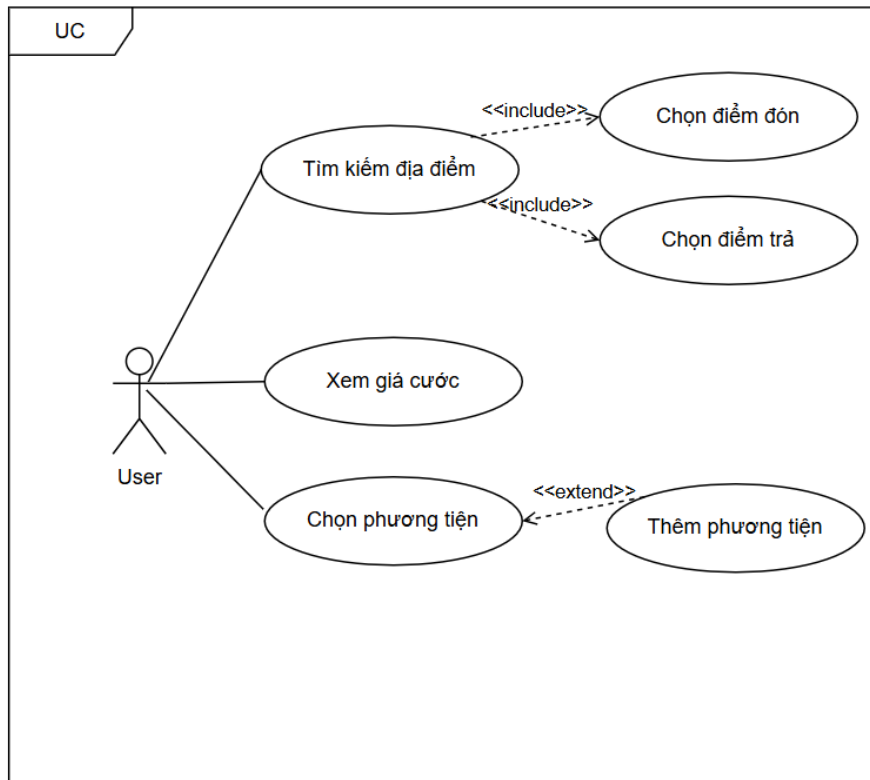 UC
<<include>>
Chọn điểm đón
Tìm kiếm địa điểm
<<include>>
Chọn điểm trả
Xem giá cước
User
<<extend>>
Chọn phương tiện
Thêm phương tiện